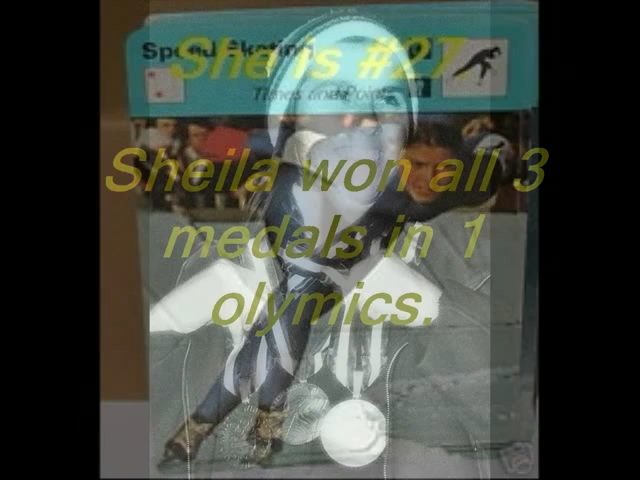 Speed Skating
She is #27
Times and Points
Sheila won all 3
medals in 1
olymics.